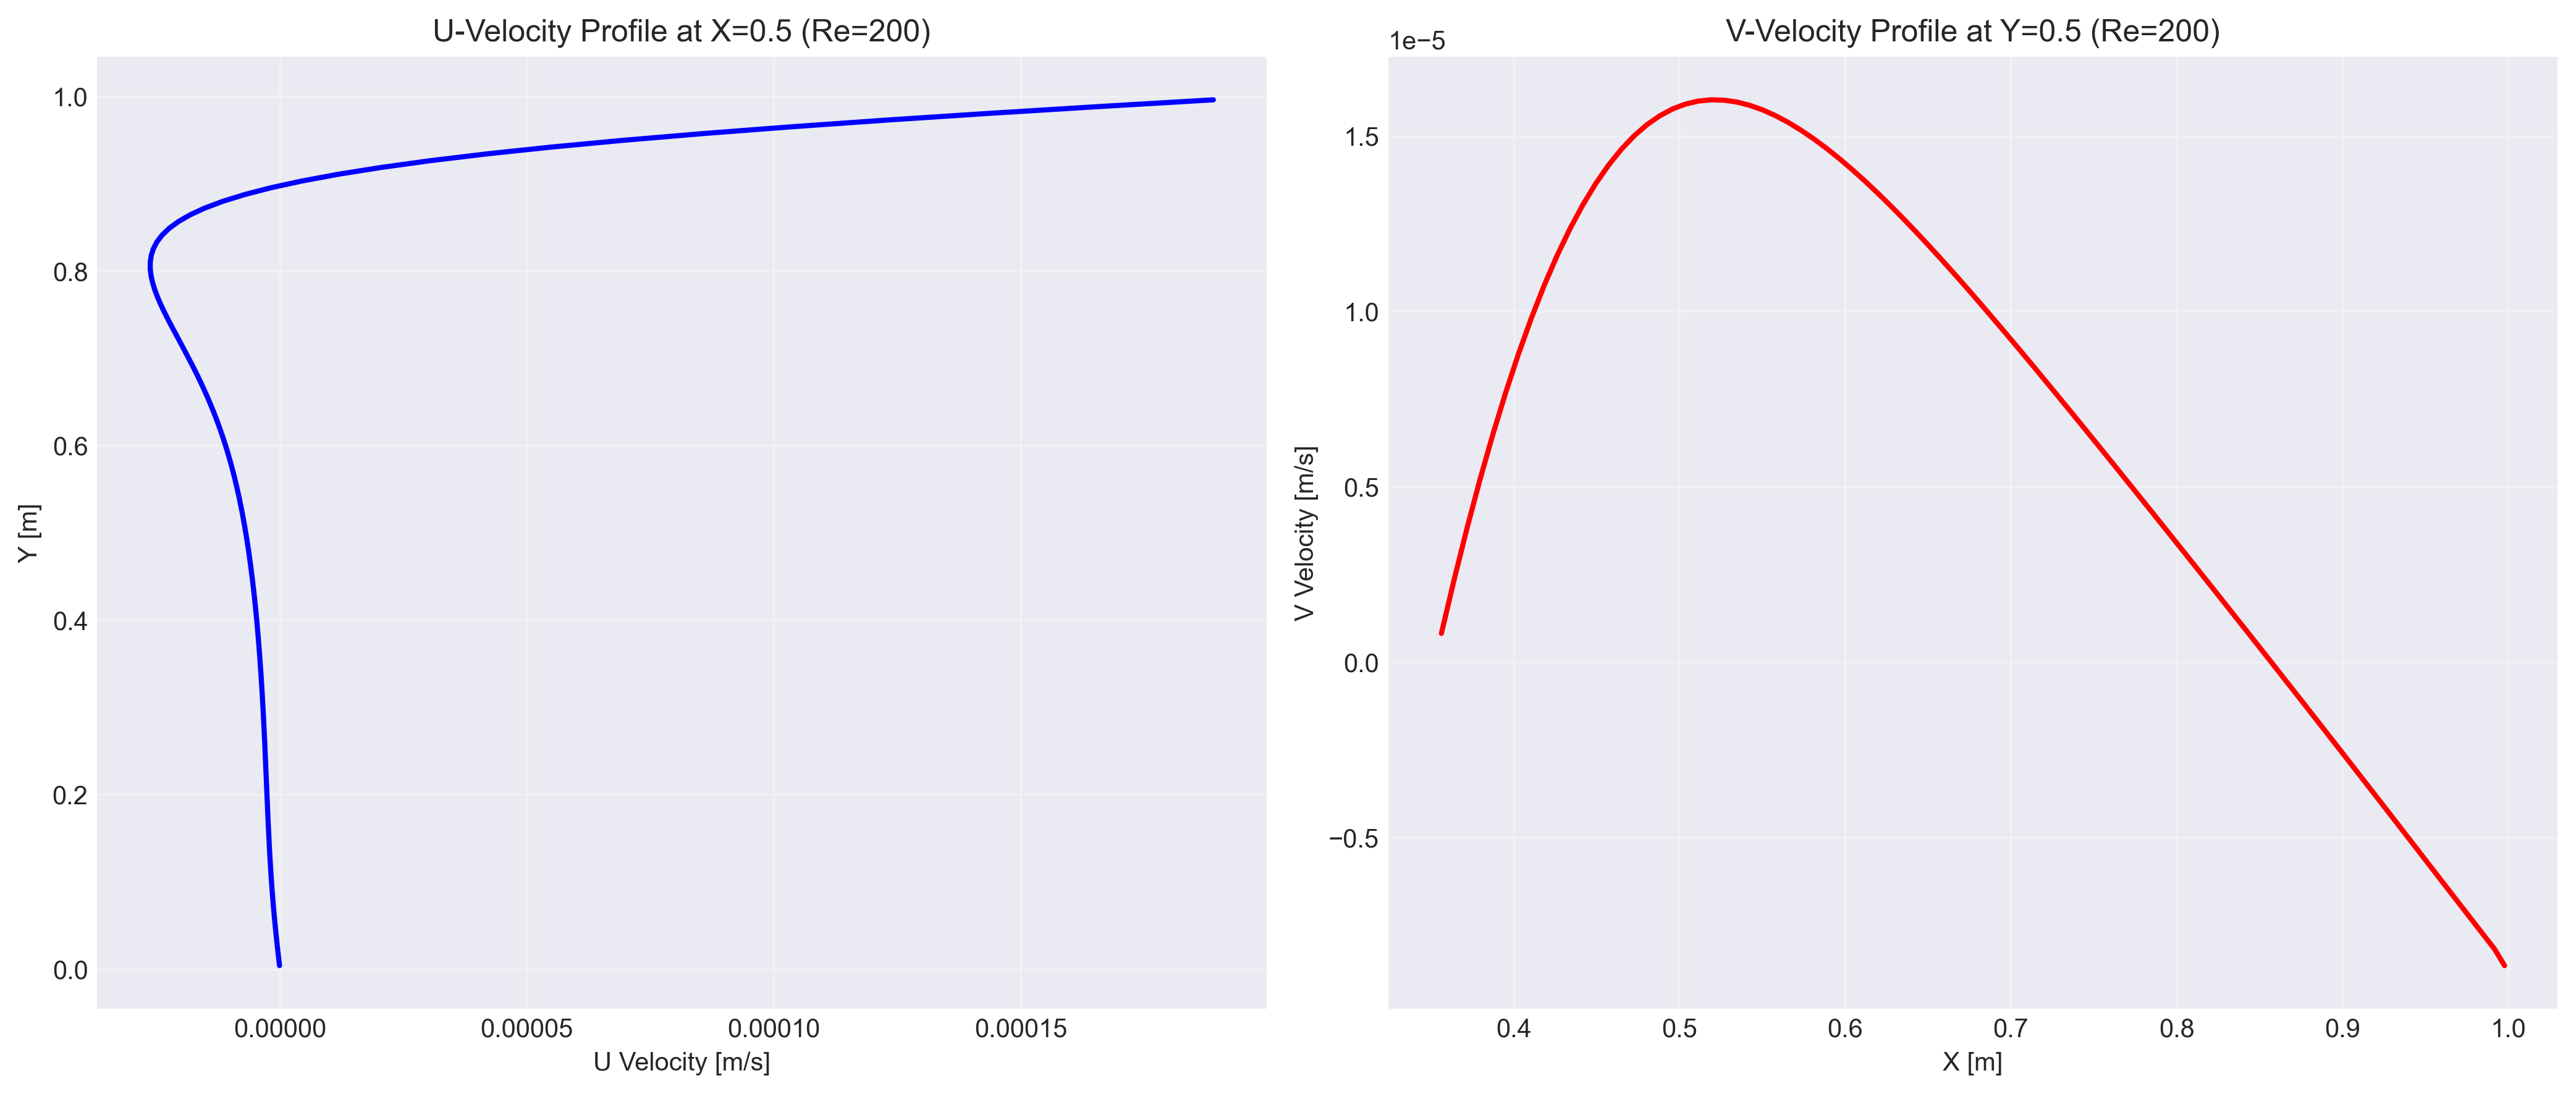 U-Velocity Profile at X=0.5 (Re=200)
1.0
0.8
0.6
0.4
0.2
0.0
Y [m]
0.00000 0.00005 0.00010 0.00015
U Velocity [m/s]
V-Velocity Profile at Y=0.5 (Re=200)
1e−5
1.5
1.0
0.5
0.0
−0.5
V Velocity [m/s]
0.4 0.5 0.6 0.7 0.8 0.9 1.0
X [m]